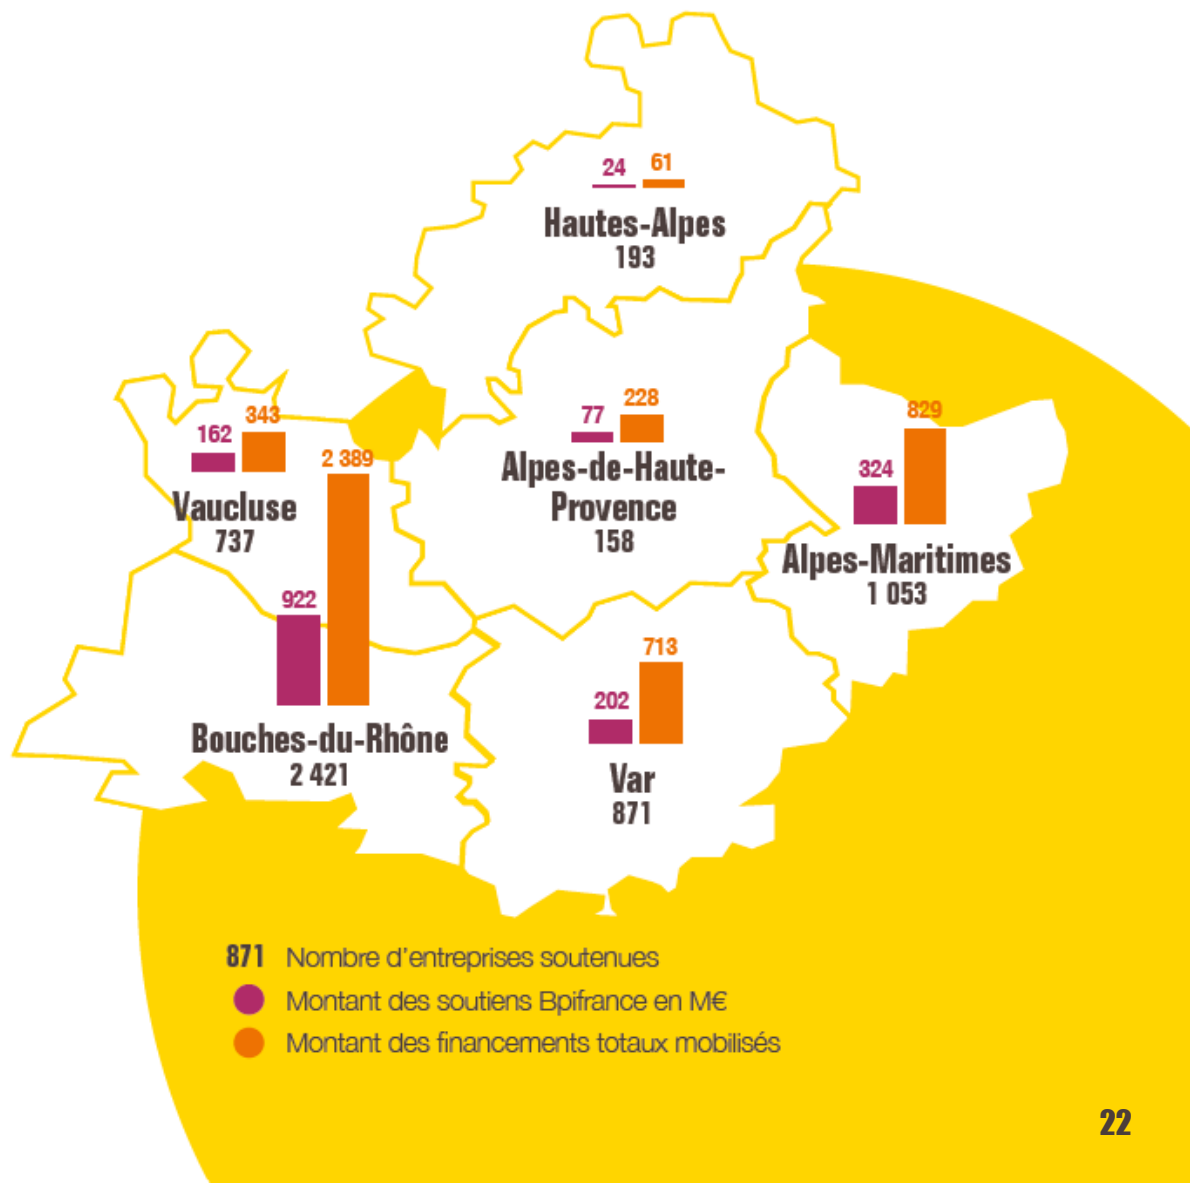 24 61
Hautes-Alpes
193
77 228
Alpes-de-Haute-
Provence
158
162 343
Vaucluse
737
324 829
Alpes-Maritimes
1 053
922 2 389
Bouches-du-Rhône
2 421
202 713
Var
871
871 Nombre d'entreprises soutenues
Montant des soutiens Bpifrance en M€
Montant des financements totaux mobilisés
22